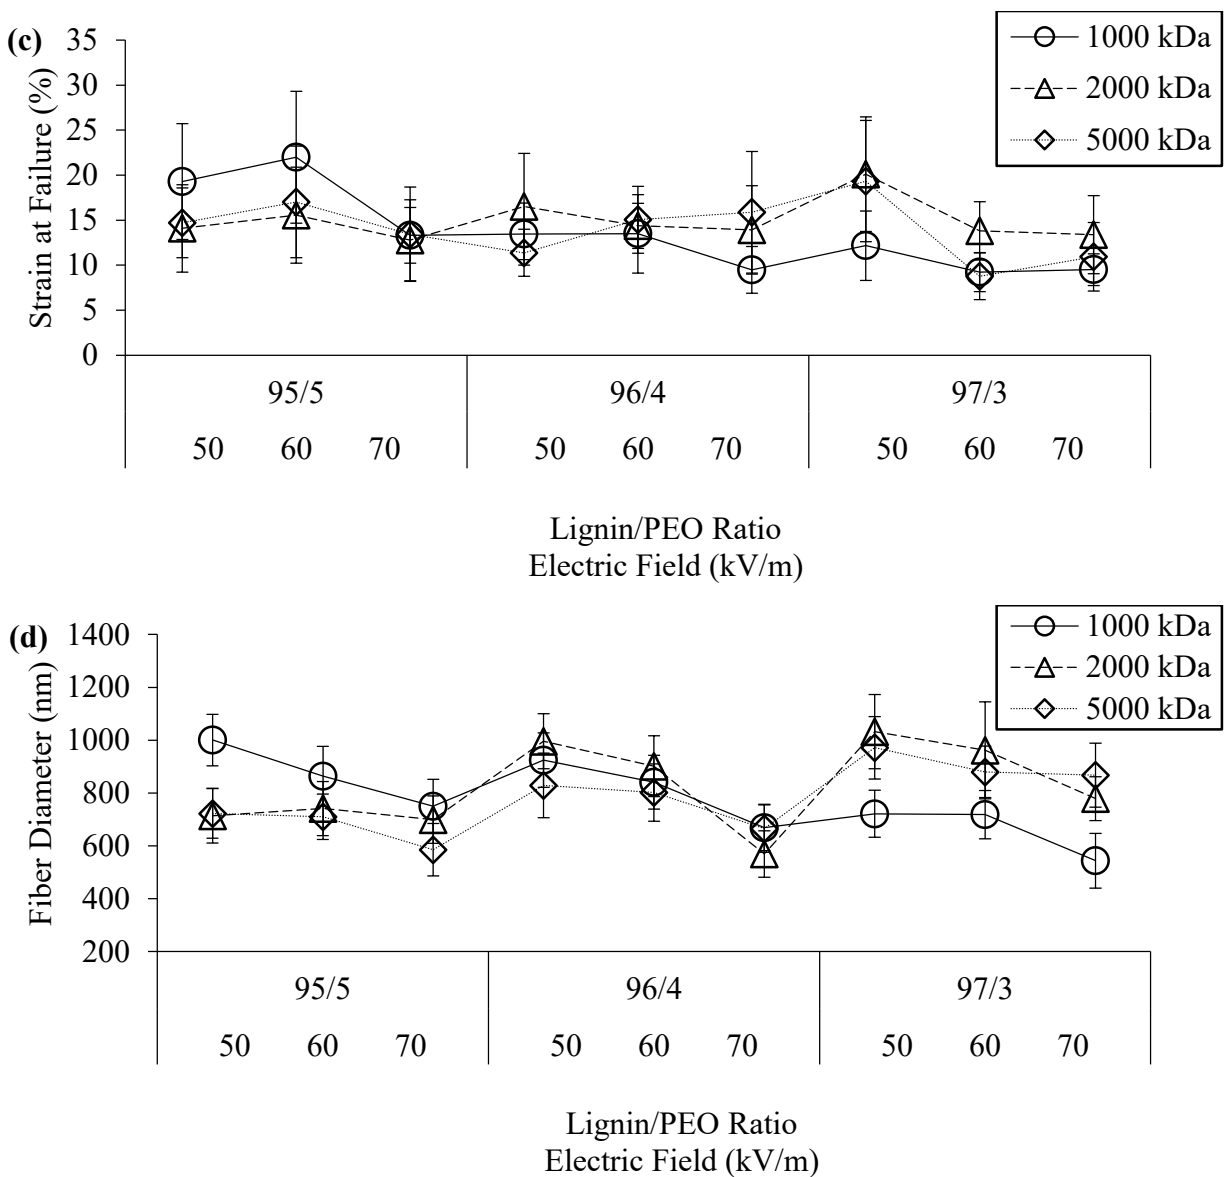 (c)
Strain at Failure (%)
35
30
25
20
15
10
5
0
1000 kDa
2000 kDa
5000 kDa
95/5 96/4 97/3
50 60 70 50 60 70 50 60 70
Lignin/PEO Ratio
Electric Field (kV/m)
(d)
Fiber Diameter (nm)
1400
1200
1000
800
600
400
200
1000 kDa
2000 kDa
5000 kDa
95/5 96/4 97/3
50 60 70 50 60 70 50 60 70
Lignin/PEO Ratio
Electric Field (kV/m)